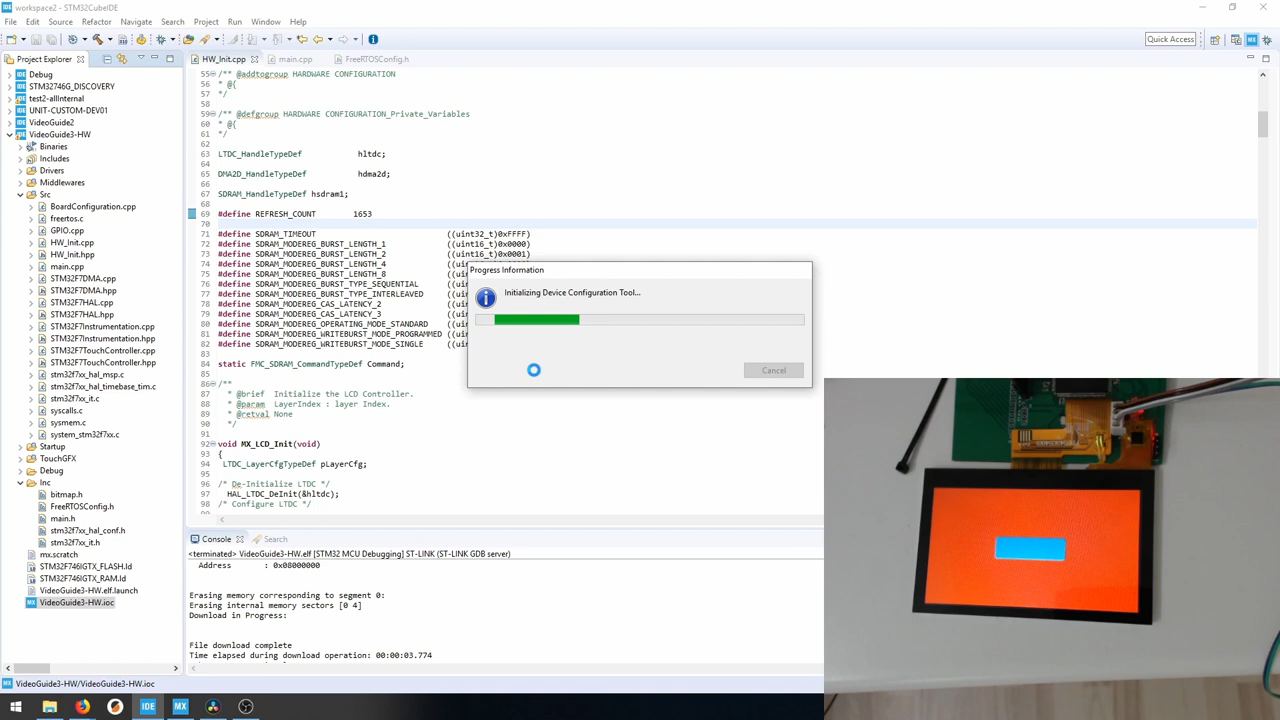 workspace2 - STM32CubeIDE
File Edit Source Refactor Navigate Search Project Run Window Help
Quick Access
Project Explorer
HW_Init.cpp main.cpp FreeRTOSConfig.h
Debug
STM32746G_DISCOVERY
test2-allInternal
UNIT-CUSTOM-DEV01
VideoGuide2
VideoGuide3-HW
Binaries
Includes
Drivers
Middlewares
Src
BoardConfiguration.cpp
freertos.c
GPIO.cpp
HW_Init.cpp
HW_Init.hpp
main.cpp
STM32F7DMA.cpp
STM32F7DMA.hpp
STM32F7HAL.cpp
STM32F7HAL.hpp
STM32F7Instrumentation.cpp
STM32F7Instrumentation.hpp
STM32F7TouchController.cpp
STM32F7TouchController.hpp
stm32f7xx_hal_msp.c
stm32f7xx_hal_timebase_tim.c
stm32f7xx_it.c
syscalls.c
sysmem.c
system_stm32f7xx.c
Startup
TouchGFX
Debug
Inc
bitmap.h
FreeRTOSConfig.h
main.h
stm32f7xx_hal_conf.h
stm32f7xx_it.h
mx.scratch
STM32F746IGTX_FLASH.ld
STM32F746IGTX_RAM.ld
VideoGuide3-HW.elf.launch
VideoGuide3-HW.ioc
55 /** @addtogroup HARDWARE CONFIGURATION
56 * @{
57 */
58
59 /** @defgroup HARDWARE CONFIGURATION_Private_Variables
60 * @{
61 */
62
63 LTDC_HandleTypeDef hltdc;
64
65 DMA2D_HandleTypeDef hdma2d;
66
67 SDRAM_HandleTypeDef hsdram1;
68
69 #define REFRESH_COUNT 1653
70
71 #define SDRAM_TIMEOUT ((uint32_t)0xFFFF)
72 #define SDRAM_MODEREG_BURST_LENGTH_1 ((uint16_t)0x0000)
73 #define SDRAM_MODEREG_BURST_LENGTH_2 ((uint16_t)0x0001)
74 #define SDRAM_MODEREG_BURST_LENGTH_4 ((u
75 #define SDRAM_MODEREG_BURST_LENGTH_8 ((u
76 #define SDRAM_MODEREG_BURST_TYPE_SEQUENTIAL ((u
77 #define SDRAM_MODEREG_BURST_TYPE_INTERLEAVED ((u
78 #define SDRAM_MODEREG_CAS_LATENCY_2 ((u
79 #define SDRAM_MODEREG_CAS_LATENCY_3 ((u
80 #define SDRAM_MODEREG_OPERATING_MODE_STANDARD ((u
81 #define SDRAM_MODEREG_WRITEBURST_MODE_PROGRAMMED ((u
82 #define SDRAM_MODEREG_WRITEBURST_MODE_SINGLE ((u
83
84 static FMC_SDRAM_CommandTypeDef Command;
85
86 /**
87 * @brief Initialize the LCD Controller.
88 * @param LayerIndex : layer Index.
89 * @retval None
90 */
91
92 void MX_LCD_Init(void)
93 {
94 LTDC_LayerCfgTypeDef pLayerCfg;
95
96 /* De-Initialize LTDC */
97 HAL_LTDC_DeInit(&hltdc);
98 /* Configure LTDC */
Progress Information
Initializing Device Configuration Tool...
Cancel
Console Search
<terminated> VideoGuide3-HW.elf [STM32 MCU Debugging] ST-LINK (ST-LINK GDB server)
Address : 0x08000000
Erasing memory corresponding to segment 0:
Erasing internal memory sectors [0 4]
Download in Progress:
File download complete
Time elapsed during download operation: 00:00:03.774
VideoGuide3-HW/VideoGuide3-HW.ioc
IDE MX